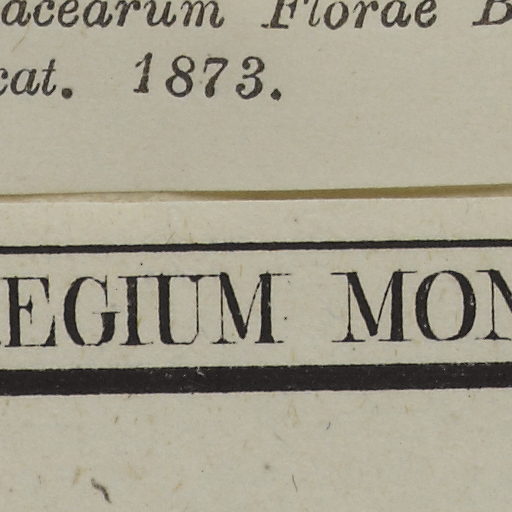 acearum Florae B
cat. 1873.
EGIUM MON